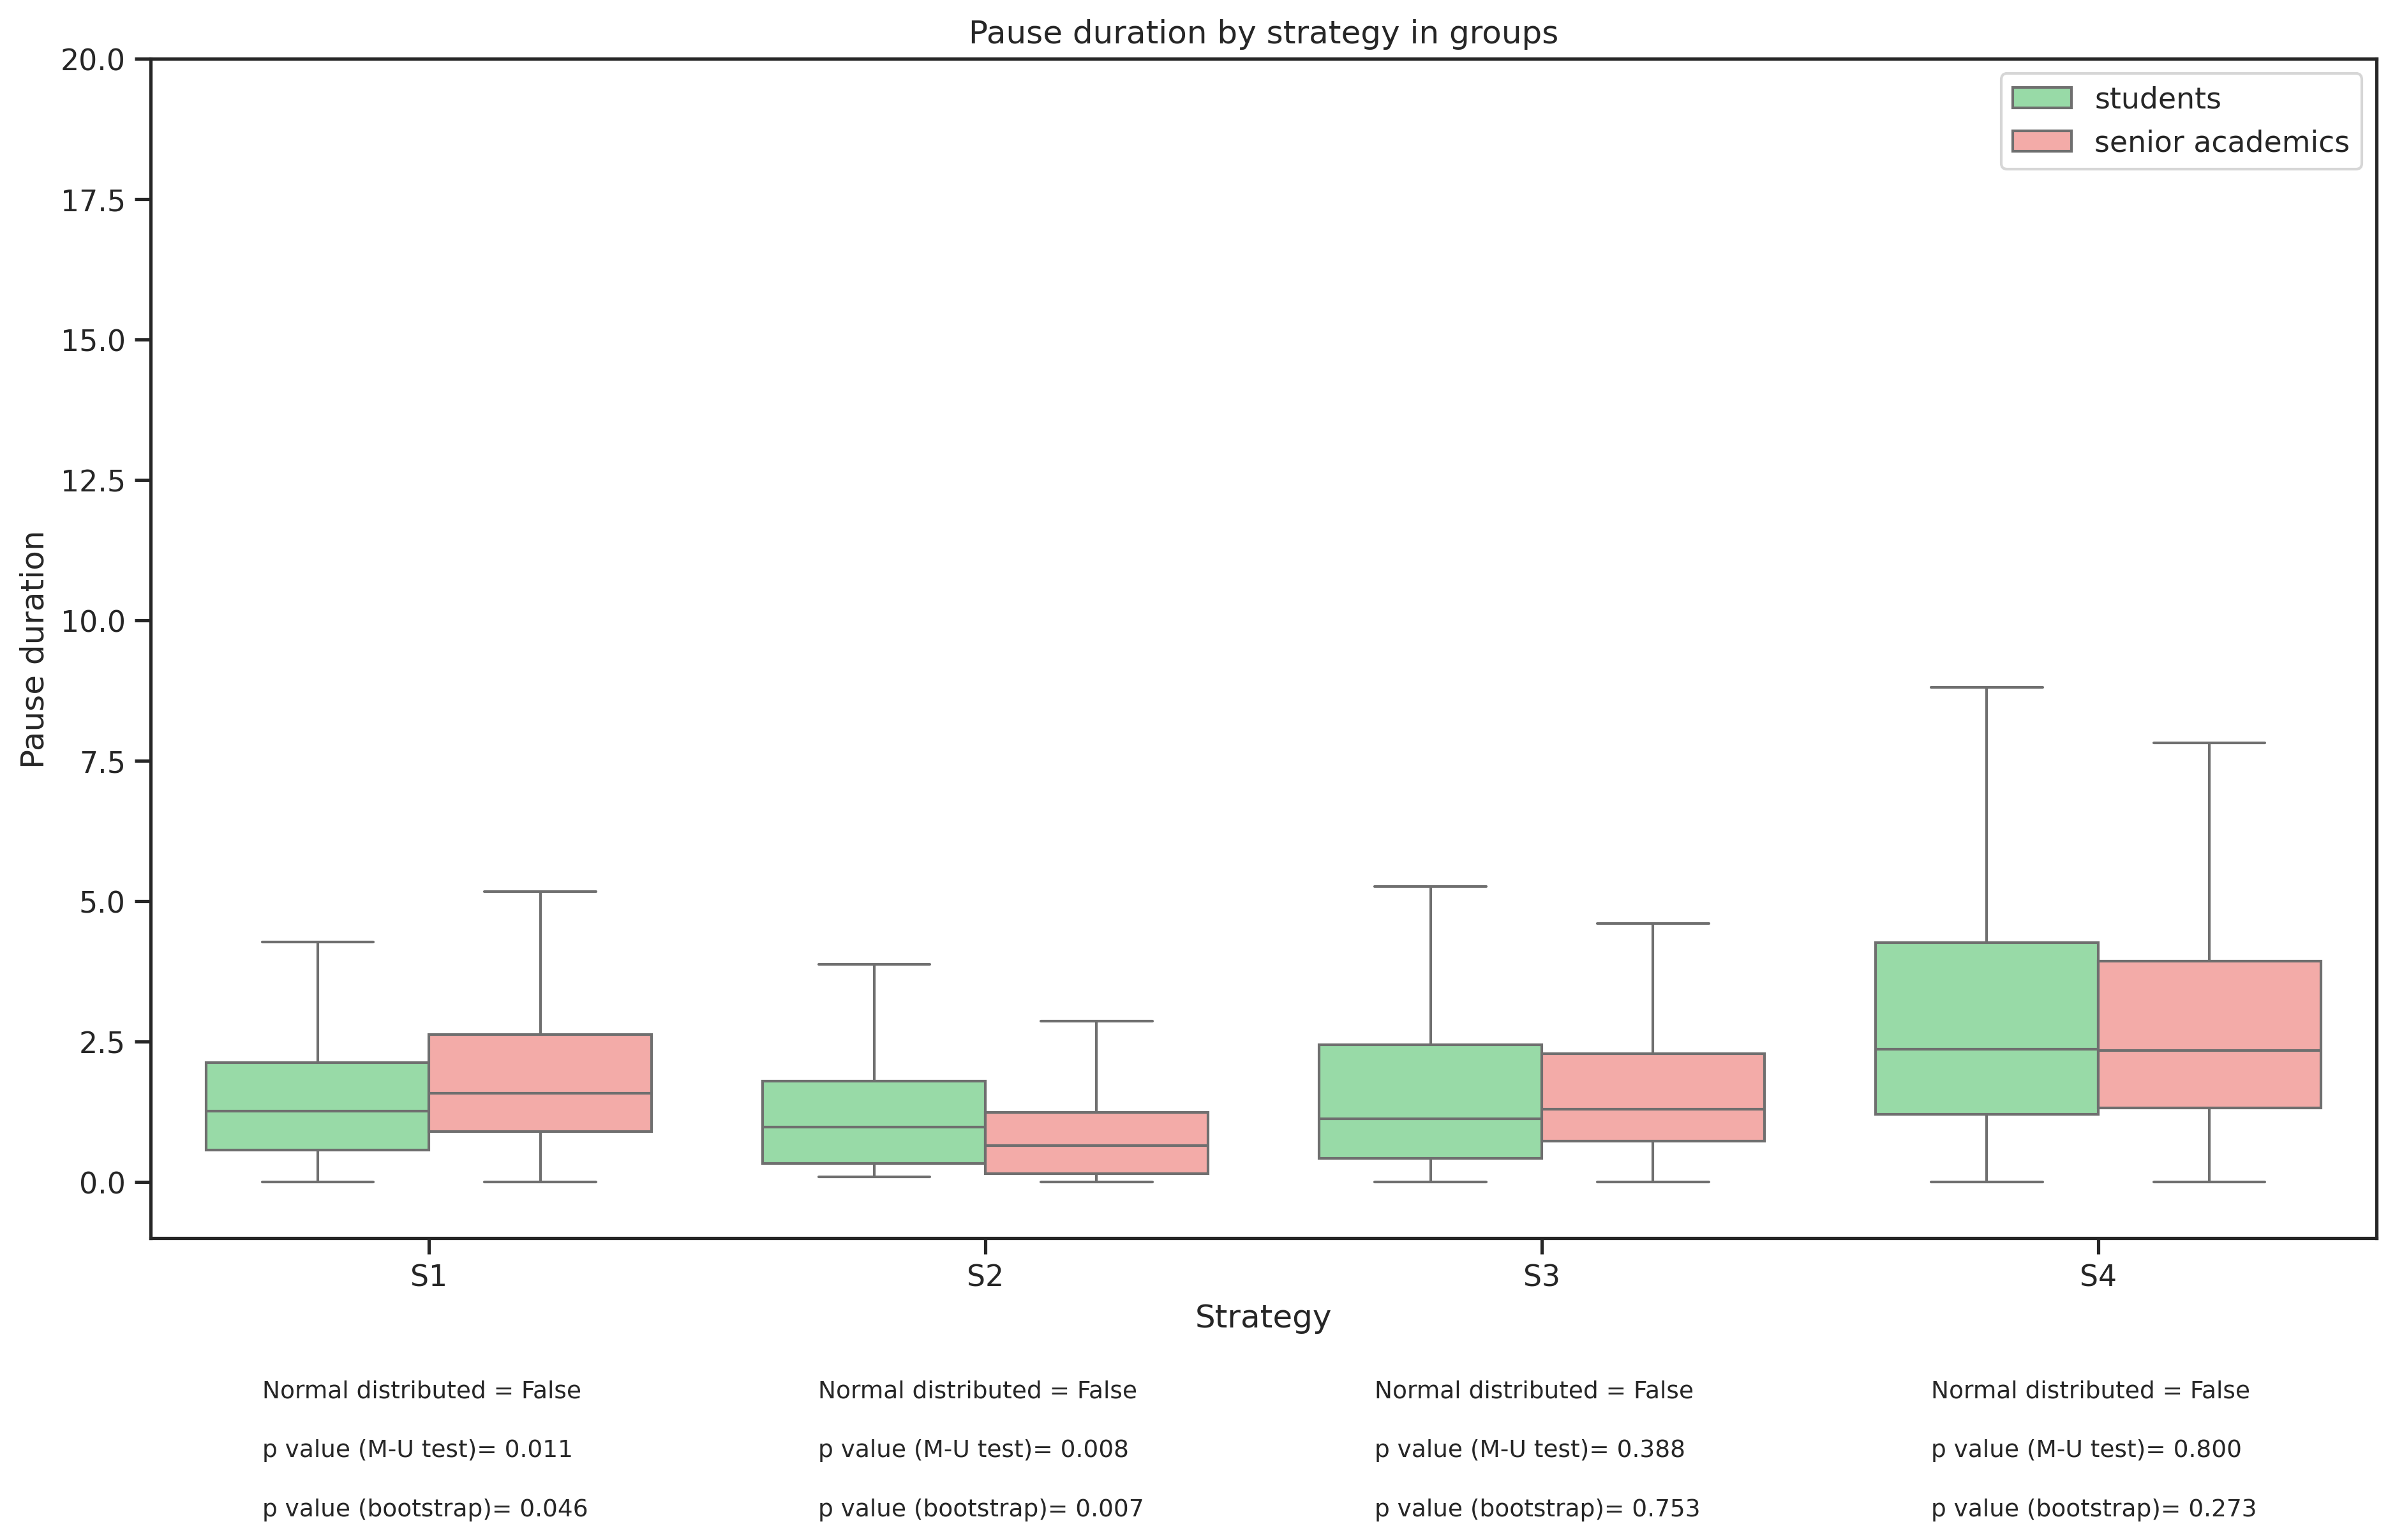 Pause duration by strategy in groups
students
senior academics
20.0
17.5
15.0
12.5
10.0
7.5
5.0
2.5
0.0
Pause duration
S1 S2 S3 S4
Strategy
Normal distributed = False Normal distributed = False Normal distributed = False Normal distributed = False
p value (M-U test)= 0.011 p value (M-U test)= 0.008 p value (M-U test)= 0.388 p value (M-U test)= 0.800
p value (bootstrap)= 0.046 p value (bootstrap)= 0.007 p value (bootstrap)= 0.753 p value (bootstrap)= 0.273